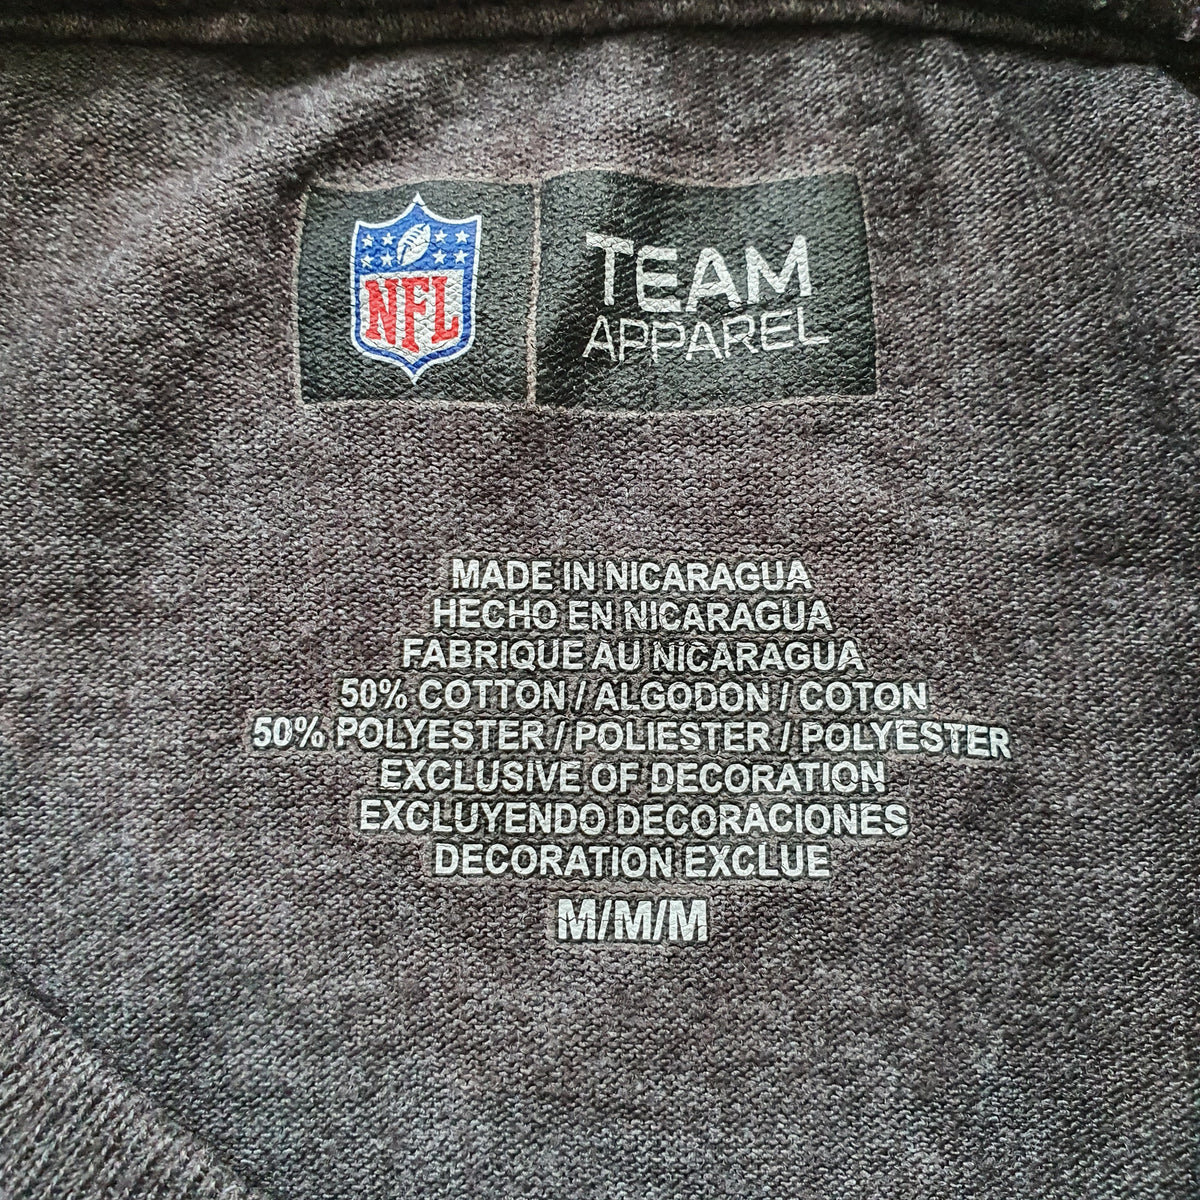 NFL
TEAM
APPAREL
MADE IN NICARAGUA
HECHO EN NICARAGUA
FABRIQUE AU NICARAGUA
50% COTTON / ALGODON / COTON
50% POLYESTER / POLIESTER / POLYESTER
EXCLUSIVE OF DECORATION
EXCLUYENDO DECORACIONES
DECORATION EXCLUE
M/M/M